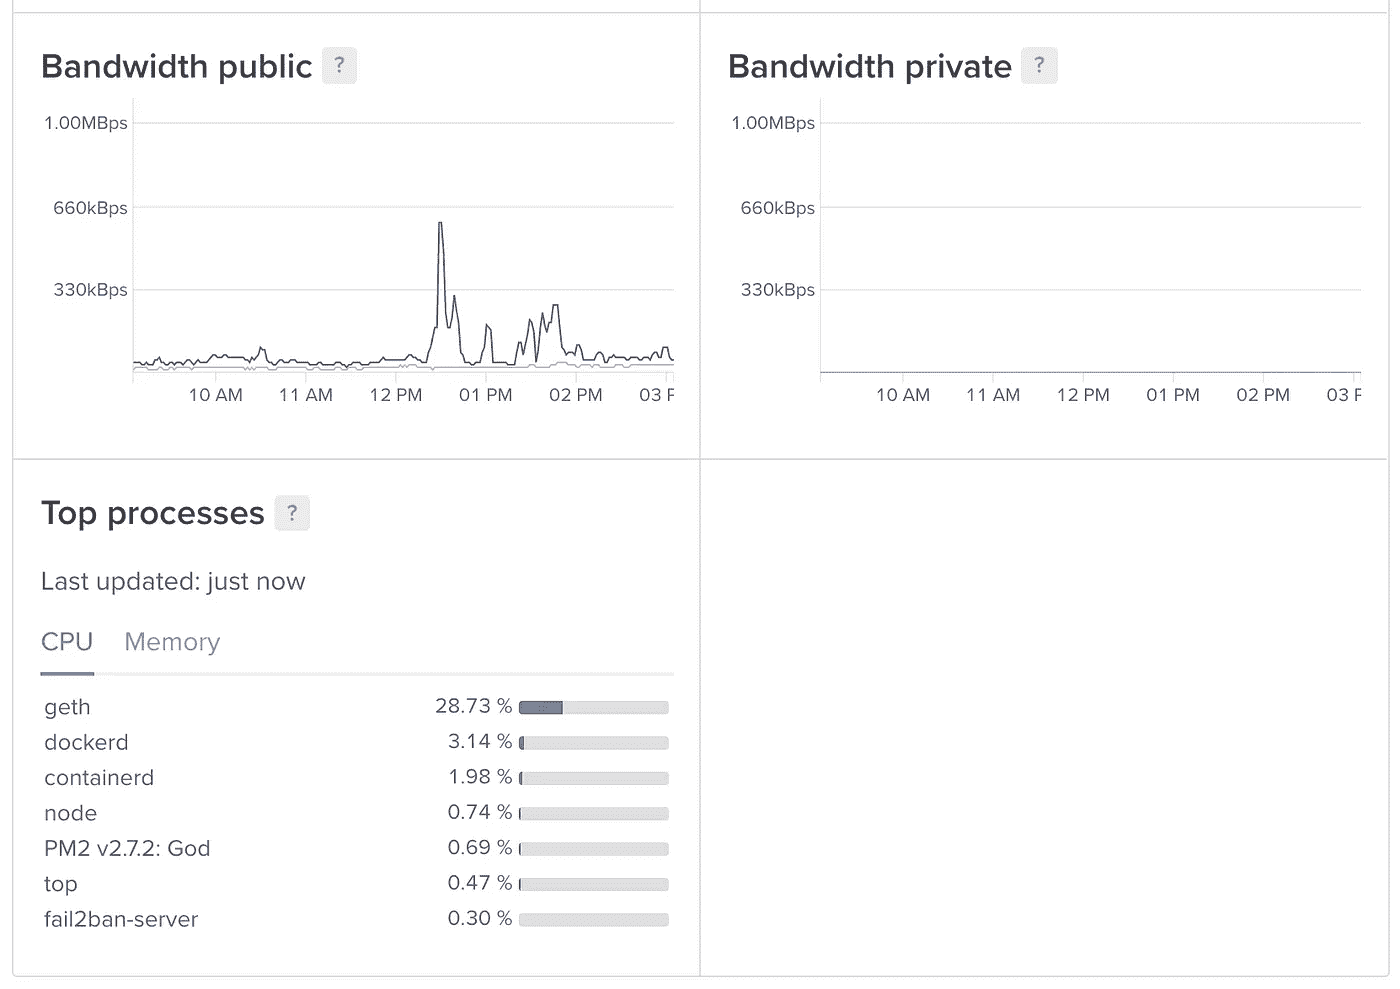 Bandwidth public ?
1.00MBps
660kBps
330kBps
10 AM 11 AM 12 PM 01 PM 02 PM 03 P
Bandwidth private ?
1.00MBps
660kBps
330kBps
10 AM 11 AM 12 PM 01 PM 02 PM 03 P
Top processes ?
Last updated: just now
CPU Memory
geth 28.73 %
dockerd 3.14 %
containerd 1.98 %
node 0.74 %
PM2 v2.7.2: God 0.69 %
top 0.47 %
fail2ban-server 0.30 %